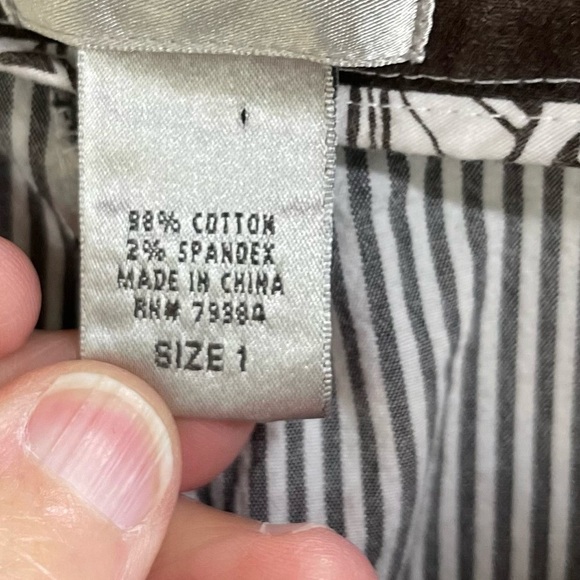 98% COTTON
2% SPANDEX
MADE IN CHINA
RN# 79384
SIZE 1